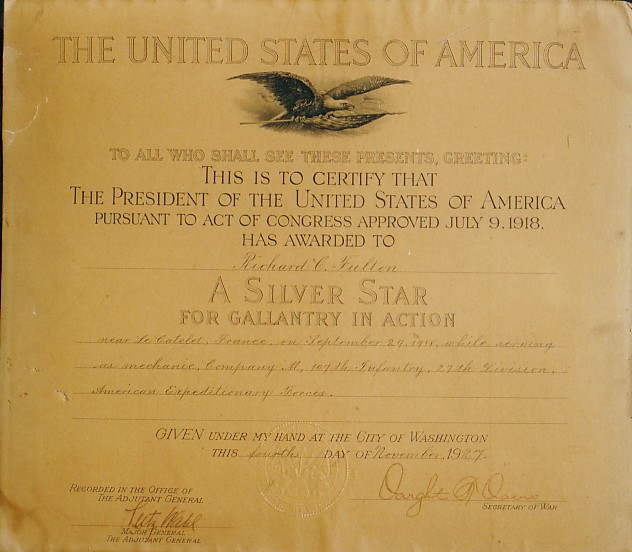 THE UNITED STATES OF AMERICA
TO ALL WHO SHALL SEE THESE PRESENTS, GREETING:
THIS IS TO CERTIFY THAT
THE PRESIDENT OF THE UNITED STATES OF AMERICA
PURSUANT TO ACT OF CONGRESS APPROVED JULY 9, 1918,
HAS AWARDED TO
Richard C. Fulton
A SILVER STAR
FOR GALLANTRY IN ACTION
near Le Catelet, France, on September 29, 1918, while serving
as mechanic, Company M, 107th Infantry, 27th Division,
American Expeditionary Forces.
GIVEN UNDER MY HAND AT THE CITY OF WASHINGTON
THIS fourth DAY OF November, 1927.
RECORDED IN THE OFFICE OF
THE ADJUTANT GENERAL
Dwight F. Davis
SECRETARY OF WAR
MAJOR GENERAL
THE ADJUTANT GENERAL